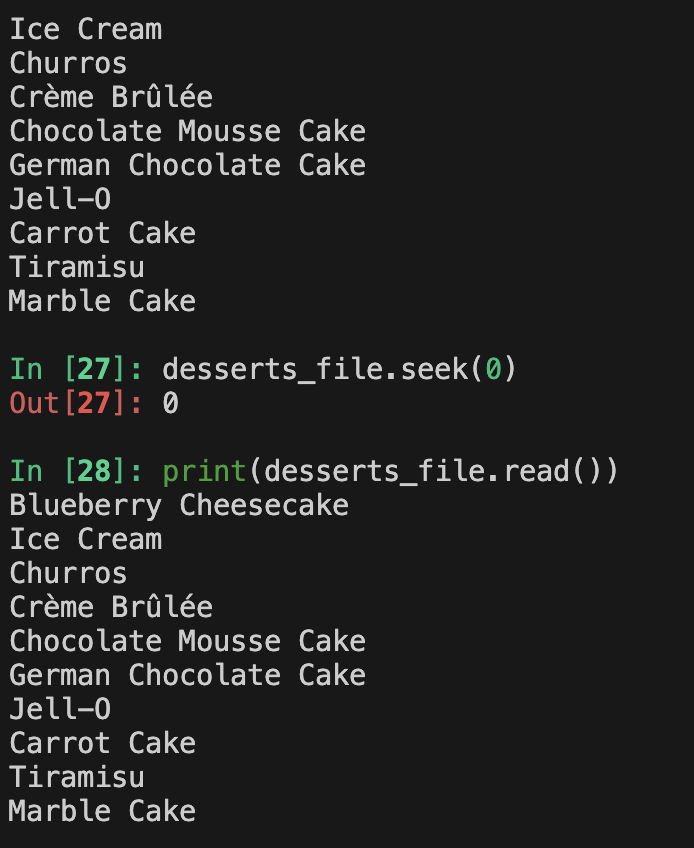 Ice Cream
Churros
Crème Brûlée
Chocolate Mousse Cake
German Chocolate Cake
Jell-O
Carrot Cake
Tiramisu
Marble Cake
In [27]: desserts_file.seek(0)
Out[27]: 0
In [28]: print(desserts_file.read())
Blueberry Cheesecake
Ice Cream
Churros
Crème Brûlée
Chocolate Mousse Cake
German Chocolate Cake
Jell-O
Carrot Cake
Tiramisu
Marble Cake